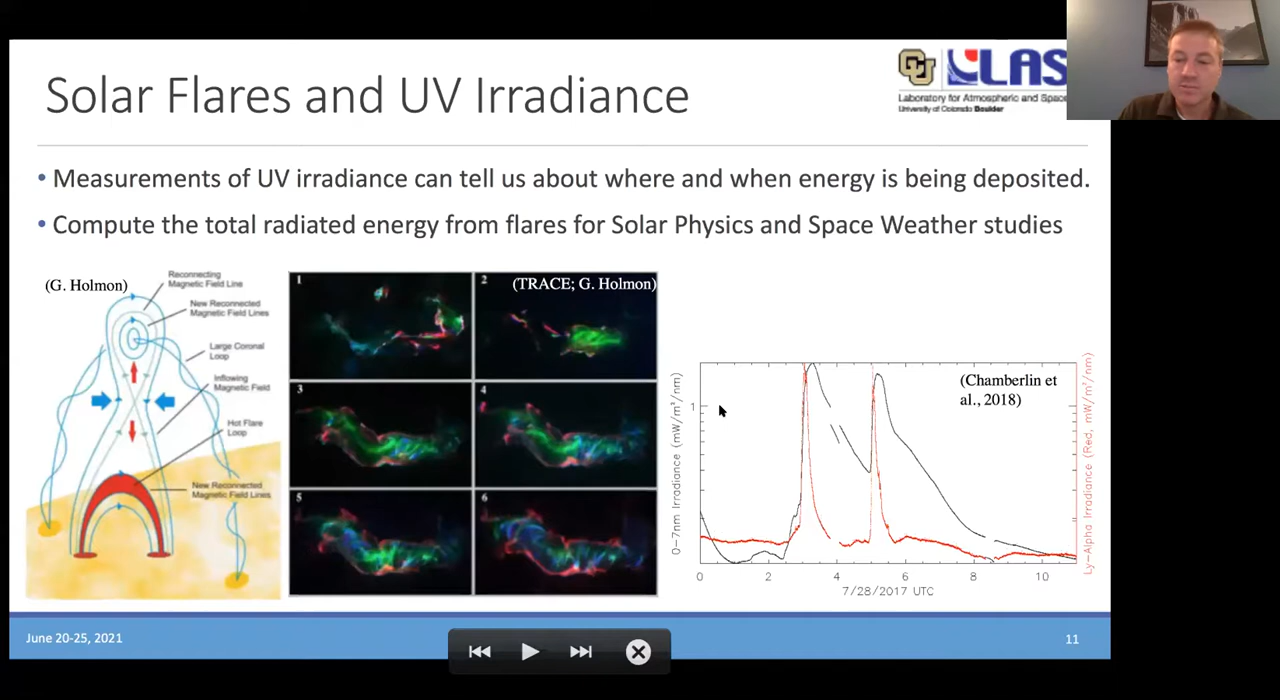 Solar Flares and UV Irradiance
CU LAS
Laboratory for Atmospheric and Space
University of Colorado Boulder
• Measurements of UV irradiance can tell us about where and when energy is being deposited.
• Compute the total radiated energy from flares for Solar Physics and Space Weather studies
(G. Holmon)
Reconnecting
Magnetic Field Line
New Reconnected
Magnetic Field Lines
Large Coronal
Loop
Inflowing
Magnetic Field
Hot Flare
Loop
New Reconnected
Magnetic Field Lines
1
2
(TRACE; G. Holmon)
3
4
5
6
0-7nm Irradiance (mW/m²/nm)
1
(Chamberlin et
al., 2018)
Ly-Alpha Irradiance (Red, mW/m²/nm)
0 2 4 6 8 10
7/28/2017 UTC
June 20-25, 2021
11